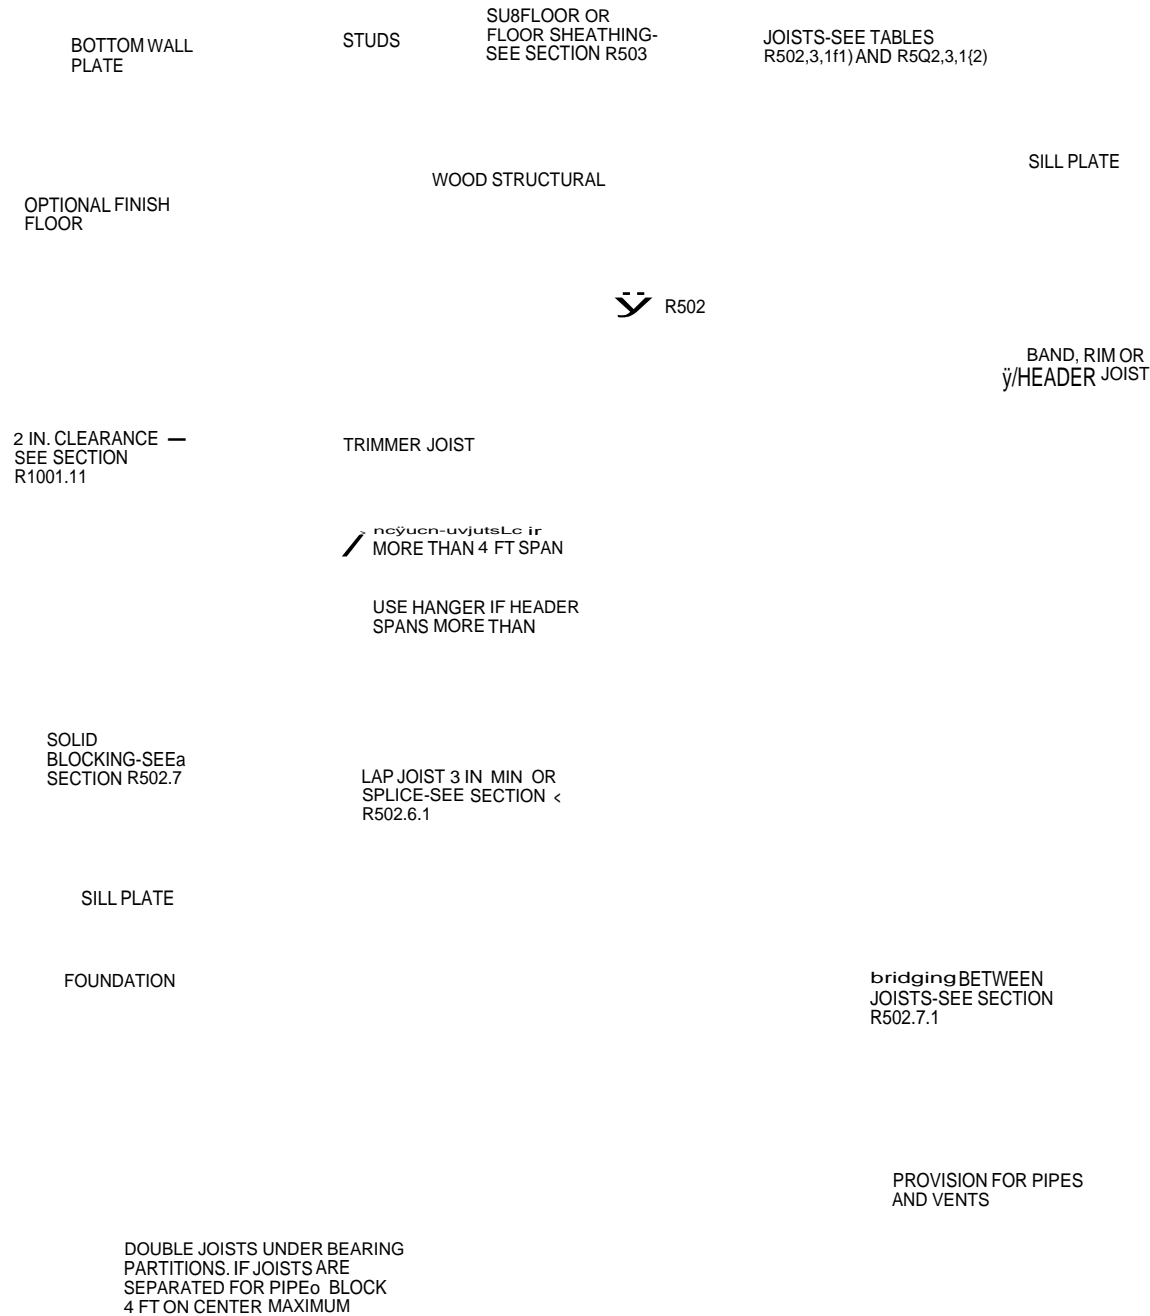 BOTTOM WALL
PLATE
STUDS
SU8FLOOR OR
FLOOR SHEATHING-
SEE SECTION R503
JOISTS-SEE TABLES
R502,3,1f1) AND R5Q2,3,1{2)
SILL PLATE
WOOD STRUCTURAL
OPTIONAL FINISH
FLOOR
ÿ R502
BAND, RIM OR
ÿ/HEADER JOIST
2 IN. CLEARANCE —
SEE SECTION
R1001.11
TRIMMER JOIST
ncÿucn-uvjutsLc ir
/ MORE THAN 4 FT SPAN
USE HANGER IF HEADER
SPANS MORE THAN
SOLID
BLOCKING-SEEa
SECTION R502.7
LAP JOIST 3 IN MIN OR
SPLICE-SEE SECTION <
R502.6.1
SILL PLATE
FOUNDATION
bridging BETWEEN
JOISTS-SEE SECTION
R502.7.1
PROVISION FOR PIPES
AND VENTS
DOUBLE JOISTS UNDER BEARING
PARTITIONS. IF JOISTS ARE
SEPARATED FOR PIPEo BLOCK
4 FT ON CENTER MAXIMUM